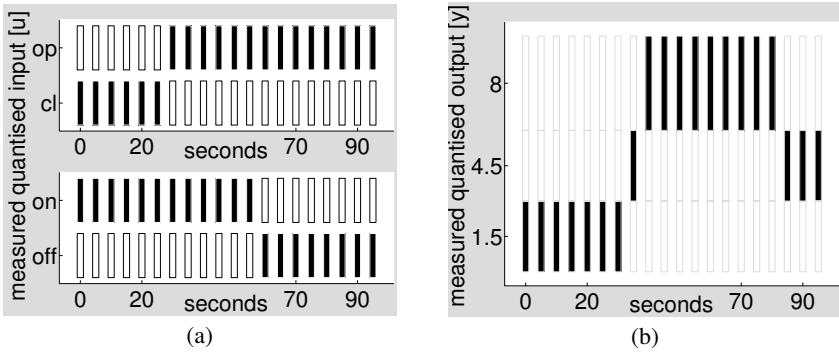 measured quantised input [u]
op
cl
0 20 seconds 70 90
on
off
0 20 seconds 70 90
(a)
measured quantised output [y]
8
4.5
1.5
0 20 seconds 70 90
(b)